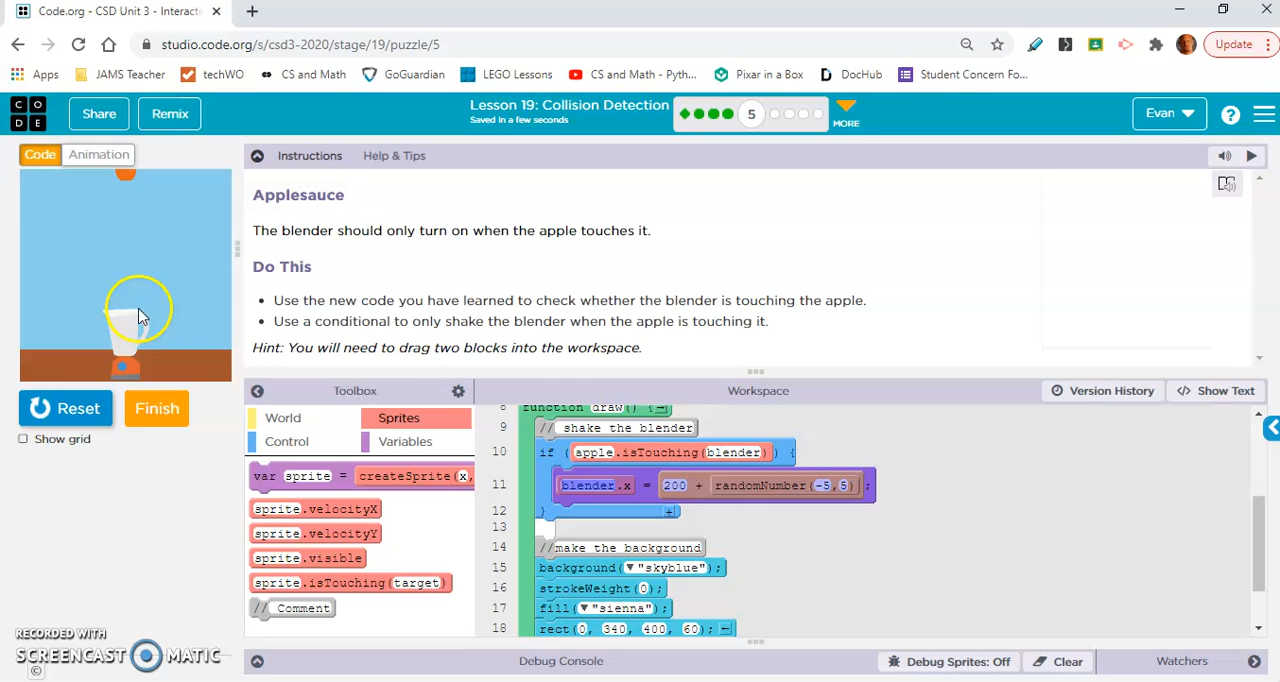 Code.org - CSD Unit 3 - Interacti
studio.code.org/s/csd3-2020/stage/19/puzzle/5
Update
Apps
JAMS Teacher
techWO
CS and Math
GoGuardian
LEGO Lessons
CS and Math - Pyth...
Pixar in a Box
DocHub
Student Concern Fo...
CO
DE
Share
Remix
Lesson 19: Collision Detection
Saved in a few seconds
5
MORE
Evan
?
Code
Animation
Instructions
Help & Tips
Applesauce
The blender should only turn on when the apple touches it.
Do This
• Use the new code you have learned to check whether the blender is touching the apple.
• Use a conditional to only shake the blender when the apple is touching it.
Hint: You will need to drag two blocks into the workspace.
Reset
Finish
Show grid
Toolbox
Workspace
Version History
</> Show Text
World
Sprites
Control
Variables
var sprite = createSprite(x,
sprite.velocityX
sprite.velocityY
sprite.visible
sprite.isTouching(target)
// Comment
8 function draw() {
9 // shake the blender
10 if (apple.isTouching(blender)) {
11 blender.x = 200 + randomNumber(-5,5);
12 }
13
14 //make the background
15 background("skyblue");
16 strokeWeight(0);
17 fill("sienna");
18 rect(0, 340, 400, 60);
RECORDED WITH
SCREENCAST MATIC
©
Debug Console
Debug Sprites: Off
Clear
Watchers